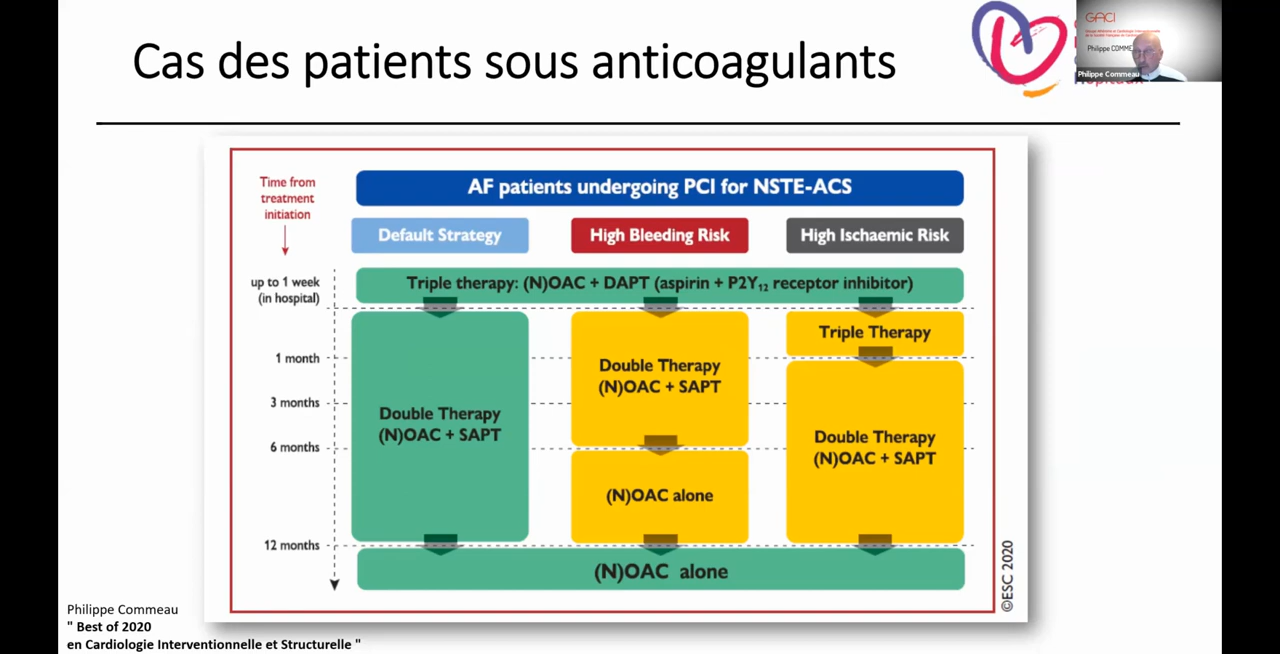 Cas des patients sous anticoagulants
GACI
Philippe COMME
Philippe Commeau
AF patients undergoing PCI for NSTE-ACS
Time from
treatment
initiation
Default Strategy
High Bleeding Risk
High Ischaemic Risk
up to 1 week
(in hospital)
Triple therapy: (N)OAC + DAPT (aspirin + P2Y₁₂ receptor inhibitor)
Triple Therapy
1 month
Double Therapy
(N)OAC + SAPT
3 months
Double Therapy
(N)OAC + SAPT
6 months
Double Therapy
(N)OAC + SAPT
(N)OAC alone
12 months
(N)OAC alone
©ESC 2020
Philippe Commeau
" Best of 2020
en Cardiologie Interventionnelle et Structurelle "